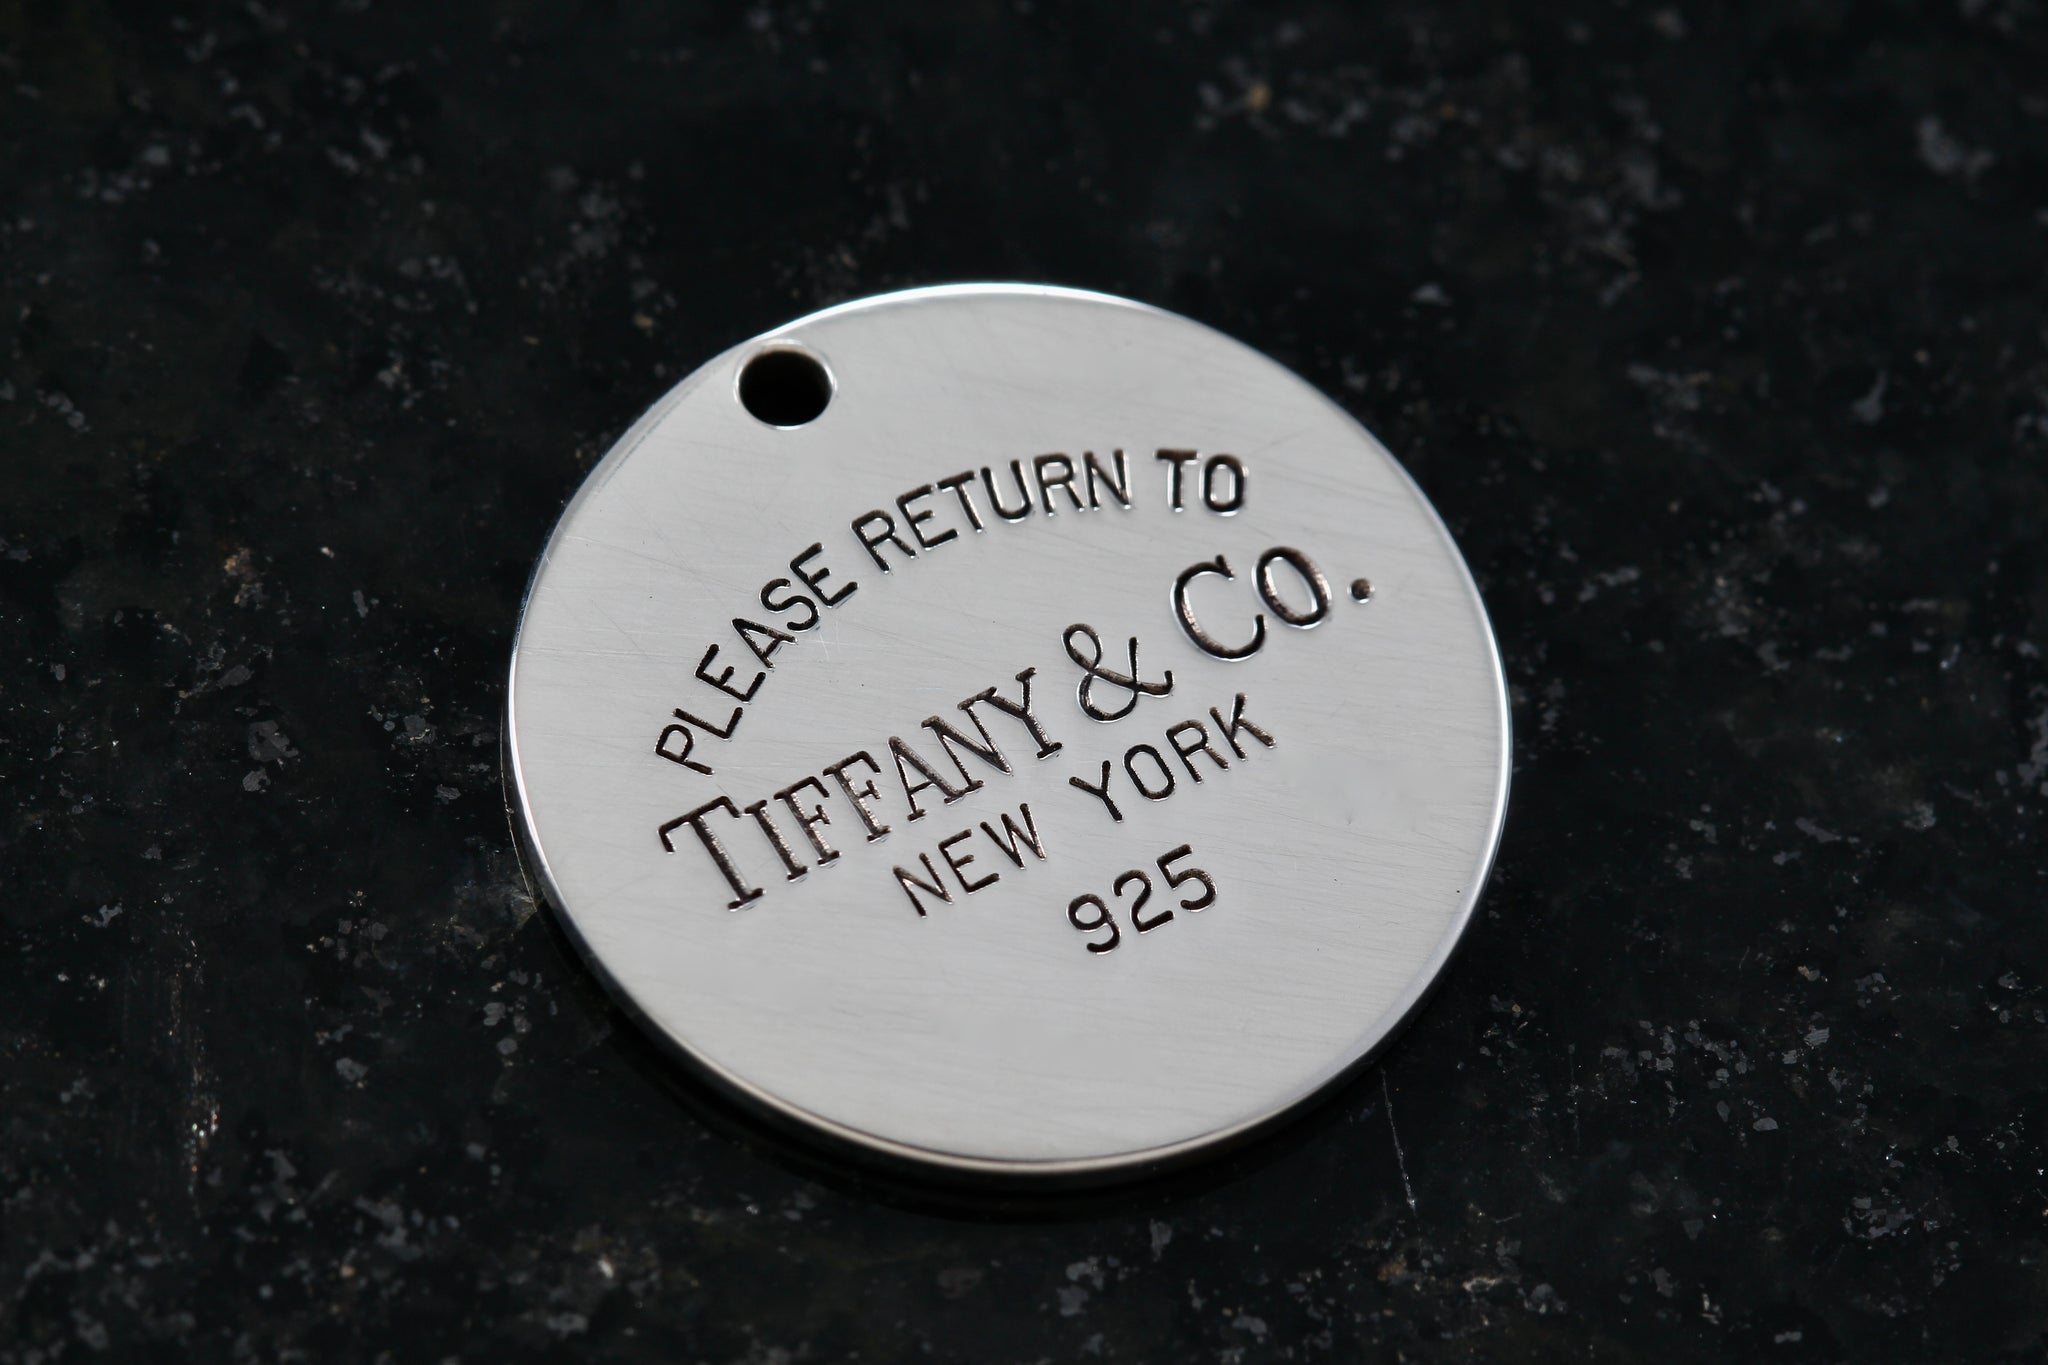 PLEASE RETURN TO
TIFFANY & CO.
NEW YORK
925